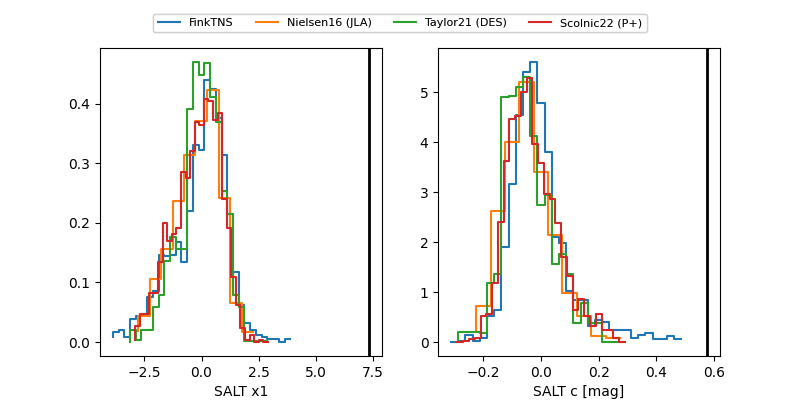 FinkTNS Nielsen16 (JLA) Taylor21 (DES) Scolnic22 (P+)
0.4
0.3
0.2
0.1
0.0
−2.5 0.0 2.5 5.0 7.5
SALT x1
5
4
3
2
1
0
−0.2 0.0 0.2 0.4 0.6
SALT c [mag]